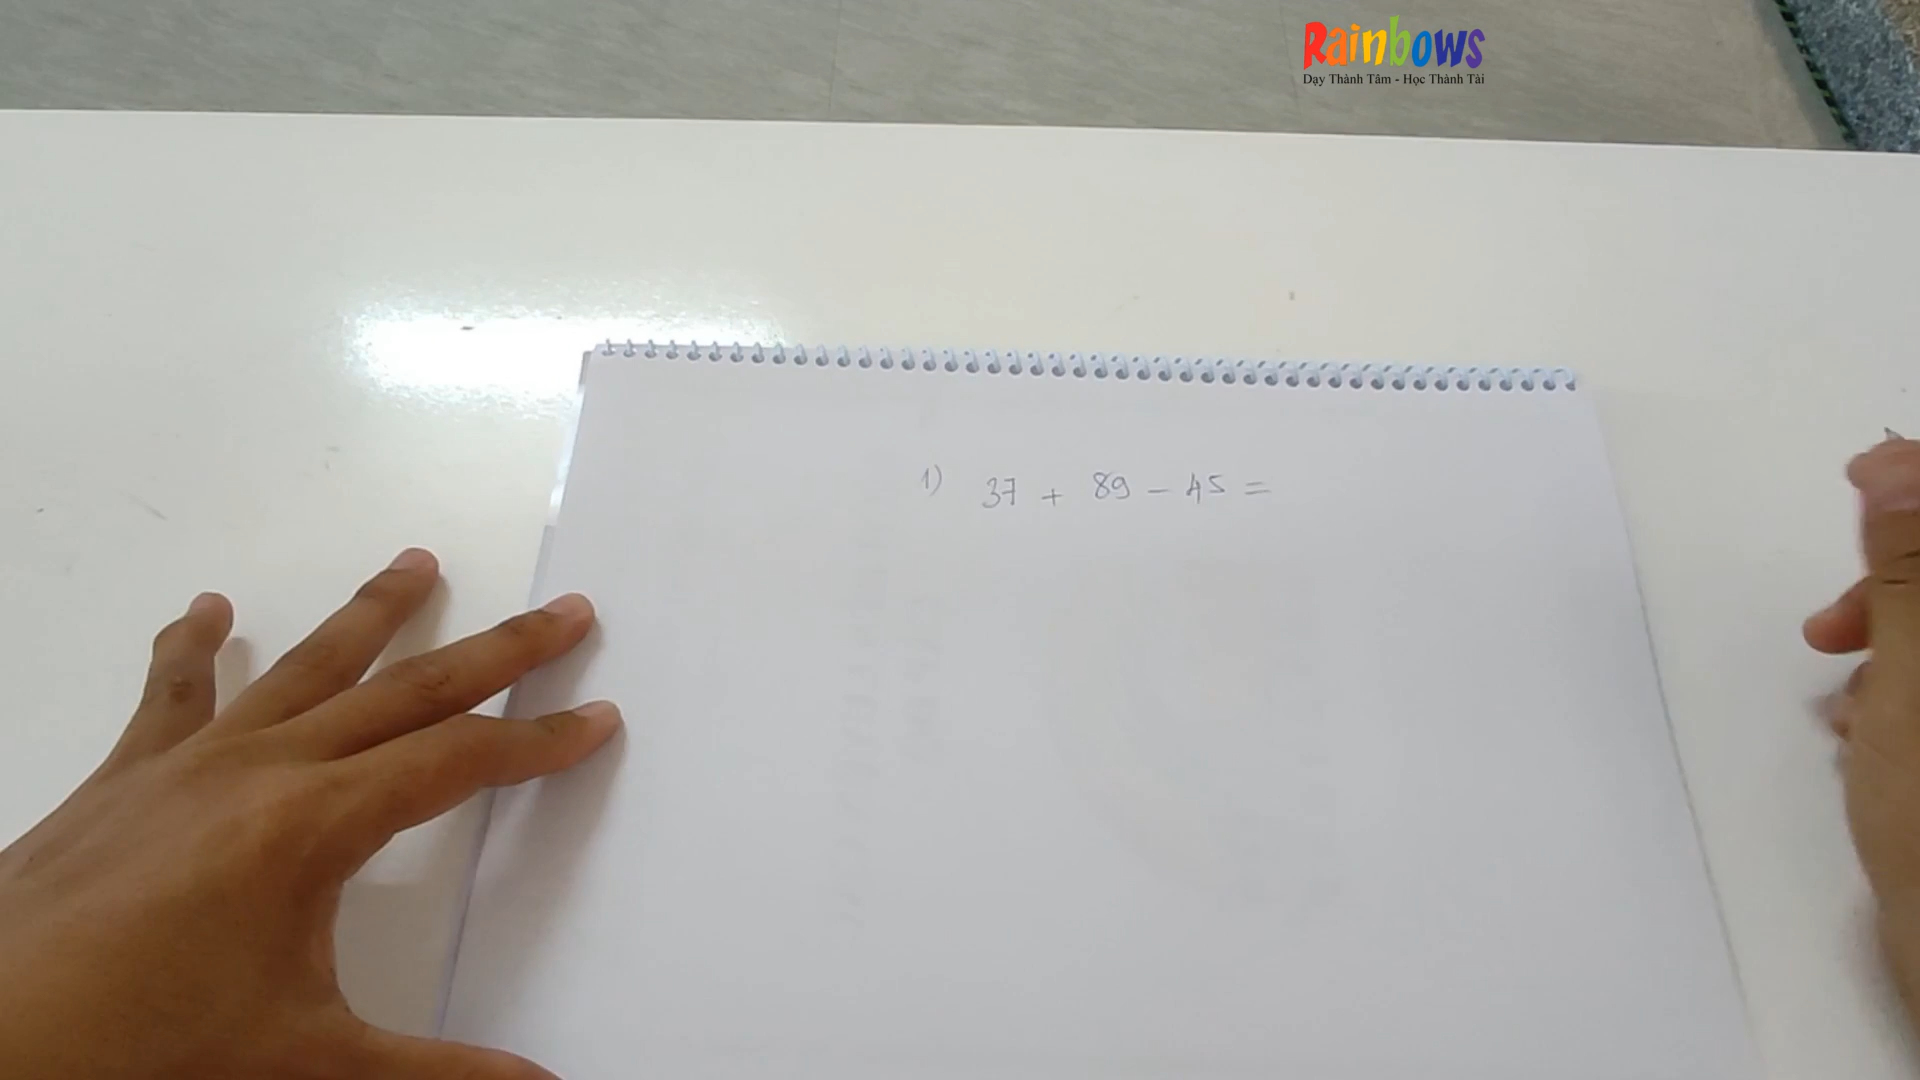 Rainbows
Dạy Thành Tâm - Học Thành Tài
1) 37 + 89 - 45 =